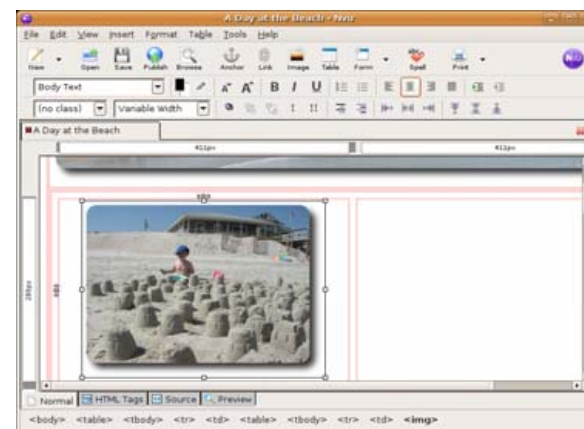 A Day at the Beach - Nvu
File Edit View Insert Format Table Tools Help
New Open Save Publish Browse Anchor Link Image Table Form Spell Print
Body Text
B I U
(no class) Variable Width
A Day at the Beach
411px 411px
Normal HTML Tags Source Preview
<body> <table> <tbody> <tr> <td> <table> <tbody> <tr> <td> <img>